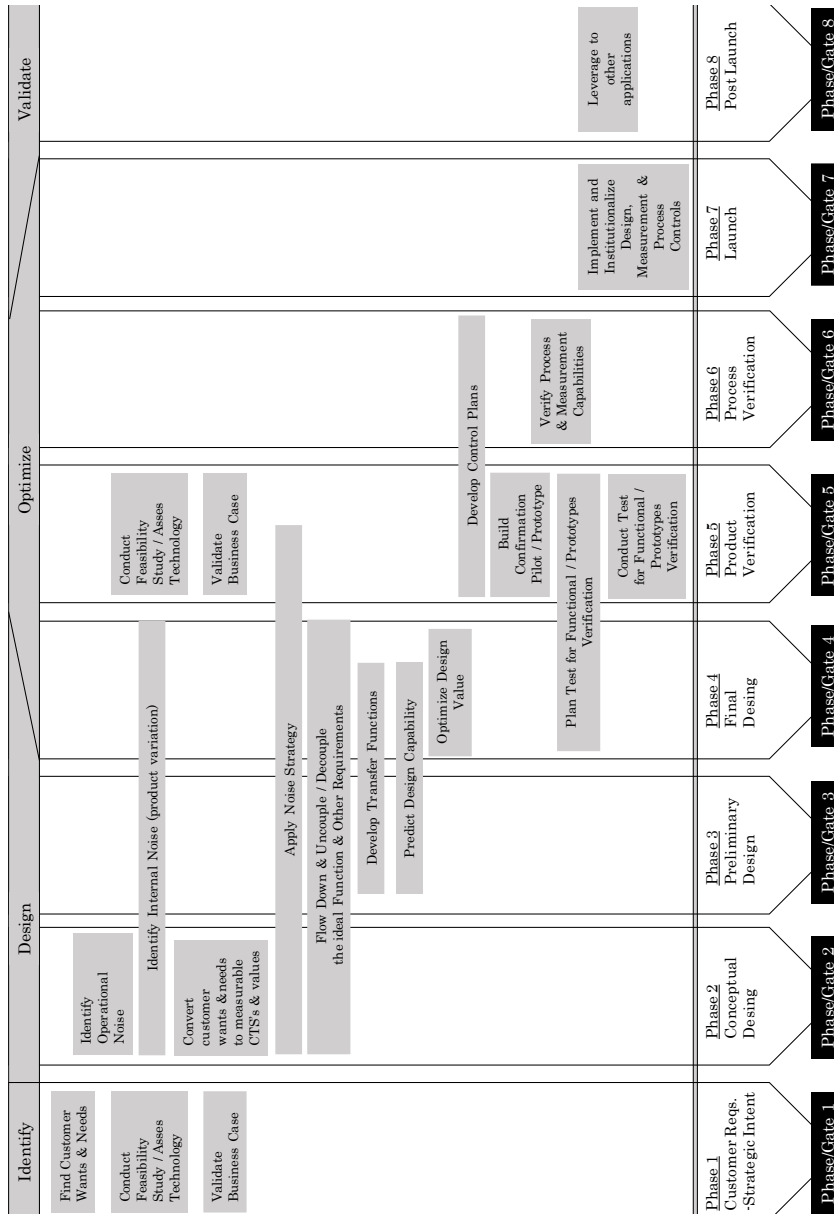 Identify
Design
Optimize
Validate
Find Customer
Wants & Needs
Conduct
Feasibility
Study / Asses
Technology
Validate
Business Case
Identify
Operational
Noise
Identify Internal Noise (product variation)
Convert
customer
wants &needs
to measurable
CTS's & values
Apply Noise Strategy
Flow Down & Uncouple / Decouple
the ideal Function & Other Requirements
Develop Transfer Functions
Predict Design Capability
Optimize Design
Value
Conduct
Feasibility
Study / Asses
Technology
Validate
Business Case
Develop Control Plans
Build
Confirmation
Pilot / Prototype
Plan Test for Functional / Prototypes
Verification
Conduct Test
for Functional /
Prototypes
Verification
Verify Process
& Measurement
Capabilities
Implement and
Institutionalize
Design,
Measurement &
Process
Controls
Leverage to
other
applications
Phase 1
Customer Reqs.
-Strategic Intent
Phase 2
Conceptual
Desing
Phase 3
Preliminary
Design
Phase 4
Final
Desing
Phase 5
Product
Verification
Phase 6
Process
Verification
Phase 7
Launch
Phase 8
Post Launch
Phase/Gate 1
Phase/Gate 2
Phase/Gate 3
Phase/Gate 4
Phase/Gate 5
Phase/Gate 6
Phase/Gate 7
Phase/Gate 8